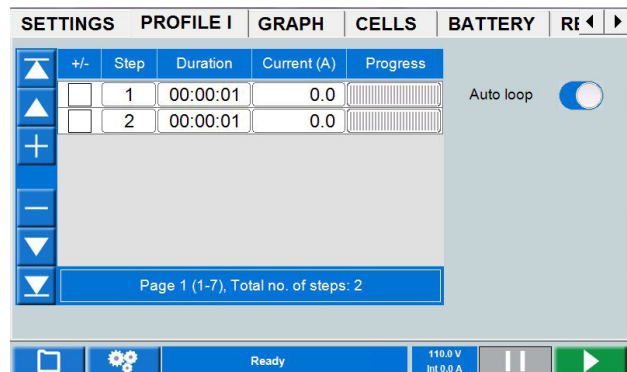 SETTINGS PROFILE I GRAPH CELLS BATTERY
+/- Step Duration Current (A) Progress
1 00:00:01 0.0
2 00:00:01 0.0
Auto loop
Page 1 (1-7), Total no. of steps: 2
Ready
110.0 V
Int 0.0 A